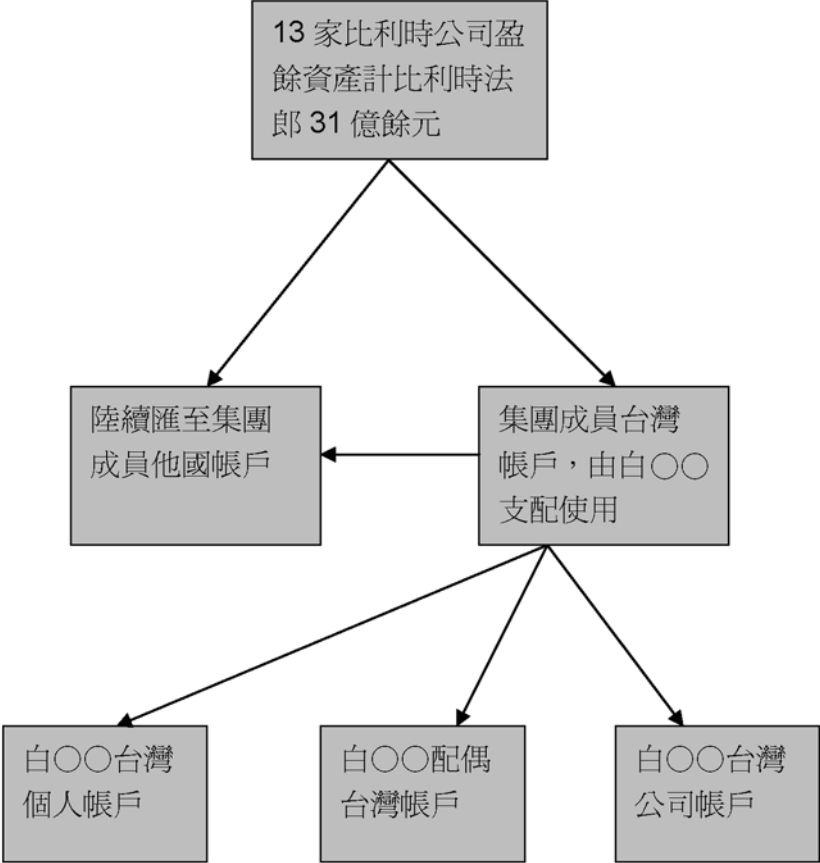 13 家比利時公司盈
餘資產計比利時法
郎 31 億餘元
陸續匯至集團
成員他國帳戶
集團成員台灣
帳戶，由白○○
支配使用
白○○台灣
個人帳戶
白○○配偶
台灣帳戶
白○○台灣
公司帳戶